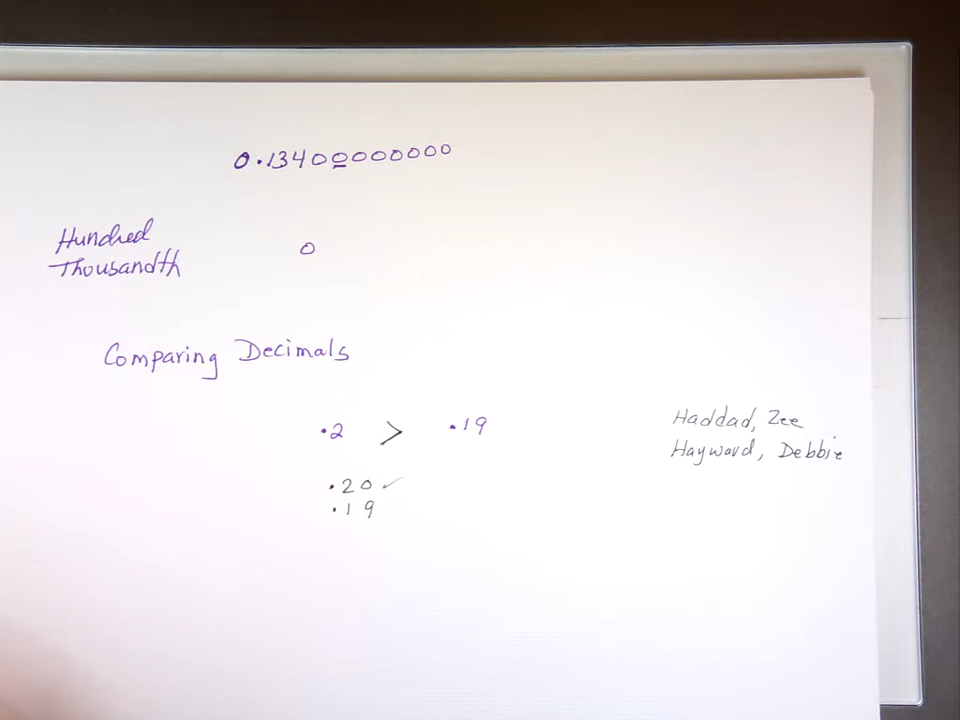 0.13400000000
Hundred
Thousandth
0
Comparing Decimals
.2 > .19
Haddad, Zee
Hayward, Debbie
.20 ✓
.19